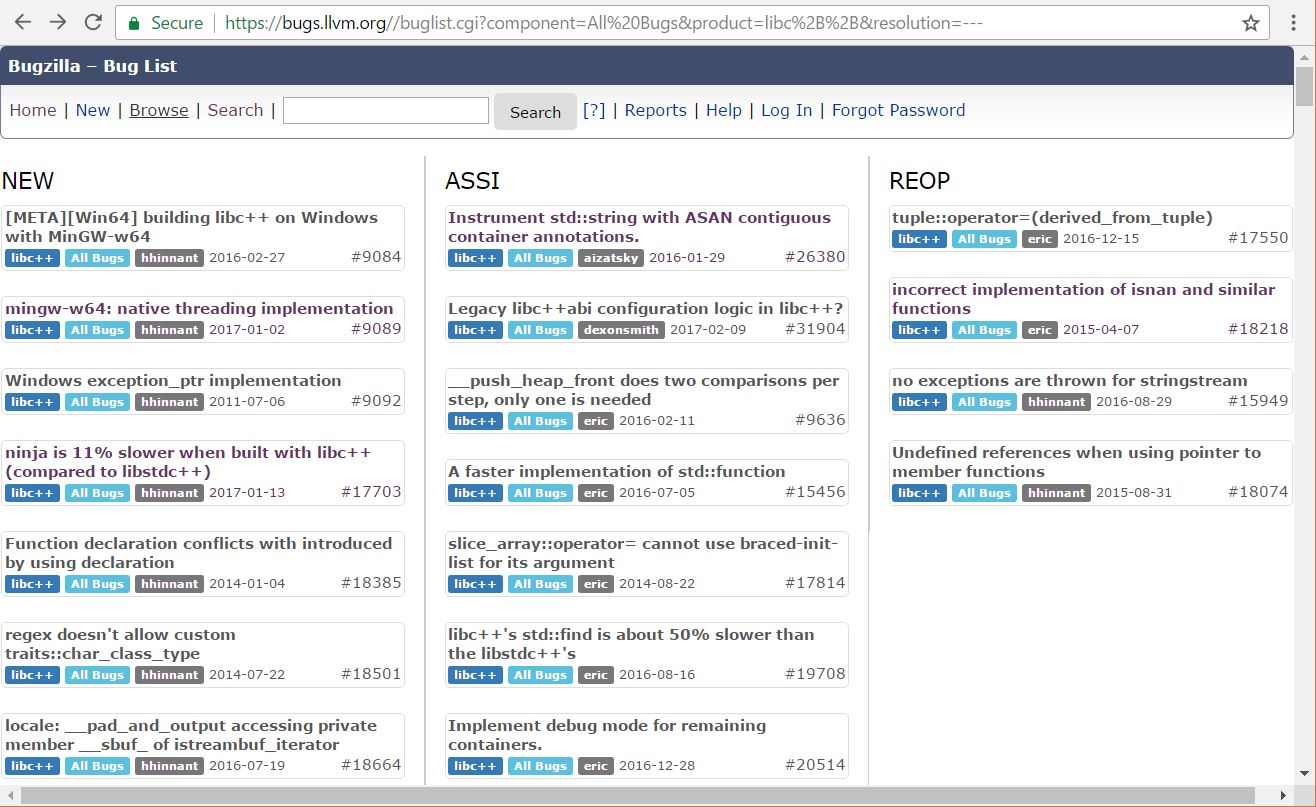 Secure https://bugs.llvm.org//buglist.cgi?component=All%20Bugs&product=libc%2B%2B&resolution=---
Bugzilla – Bug List
Home | New | Browse | Search | Search [?] | Reports | Help | Log In | Forgot Password
NEW
[META][Win64] building libc++ on Windows
with MinGW-w64
libc++ All Bugs hhinnant 2016-02-27 #9084
mingw-w64: native threading implementation
libc++ All Bugs hhinnant 2017-01-02 #9089
Windows exception_ptr implementation
libc++ All Bugs hhinnant 2011-07-06 #9092
ninja is 11% slower when built with libc++
(compared to libstdc++)
libc++ All Bugs hhinnant 2017-01-13 #17703
Function declaration conflicts with introduced
by using declaration
libc++ All Bugs hhinnant 2014-01-04 #18385
regex doesn't allow custom
traits::char_class_type
libc++ All Bugs hhinnant 2014-07-22 #18501
locale: __pad_and_output accessing private
member __sbuf_ of istreambuf_iterator
libc++ All Bugs hhinnant 2016-07-19 #18664
ASSI
Instrument std::string with ASAN contiguous
container annotations.
libc++ All Bugs aizatsky 2016-01-29 #26380
Legacy libc++abi configuration logic in libc++?
libc++ All Bugs dexonsmith 2017-02-09 #31904
__push_heap_front does two comparisons per
step, only one is needed
libc++ All Bugs eric 2016-02-11 #9636
A faster implementation of std::function
libc++ All Bugs eric 2016-07-05 #15456
slice_array::operator= cannot use braced-init-
list for its argument
libc++ All Bugs eric 2014-08-22 #17814
libc++'s std::find is about 50% slower than
the libstdc++'s
libc++ All Bugs eric 2016-08-16 #19708
Implement debug mode for remaining
containers.
libc++ All Bugs eric 2016-12-28 #20514
REOP
tuple::operator=(derived_from_tuple)
libc++ All Bugs eric 2016-12-15 #17550
incorrect implementation of isnan and similar
functions
libc++ All Bugs eric 2015-04-07 #18218
no exceptions are thrown for stringstream
libc++ All Bugs hhinnant 2016-08-29 #15949
Undefined references when using pointer to
member functions
libc++ All Bugs hhinnant 2015-08-31 #18074